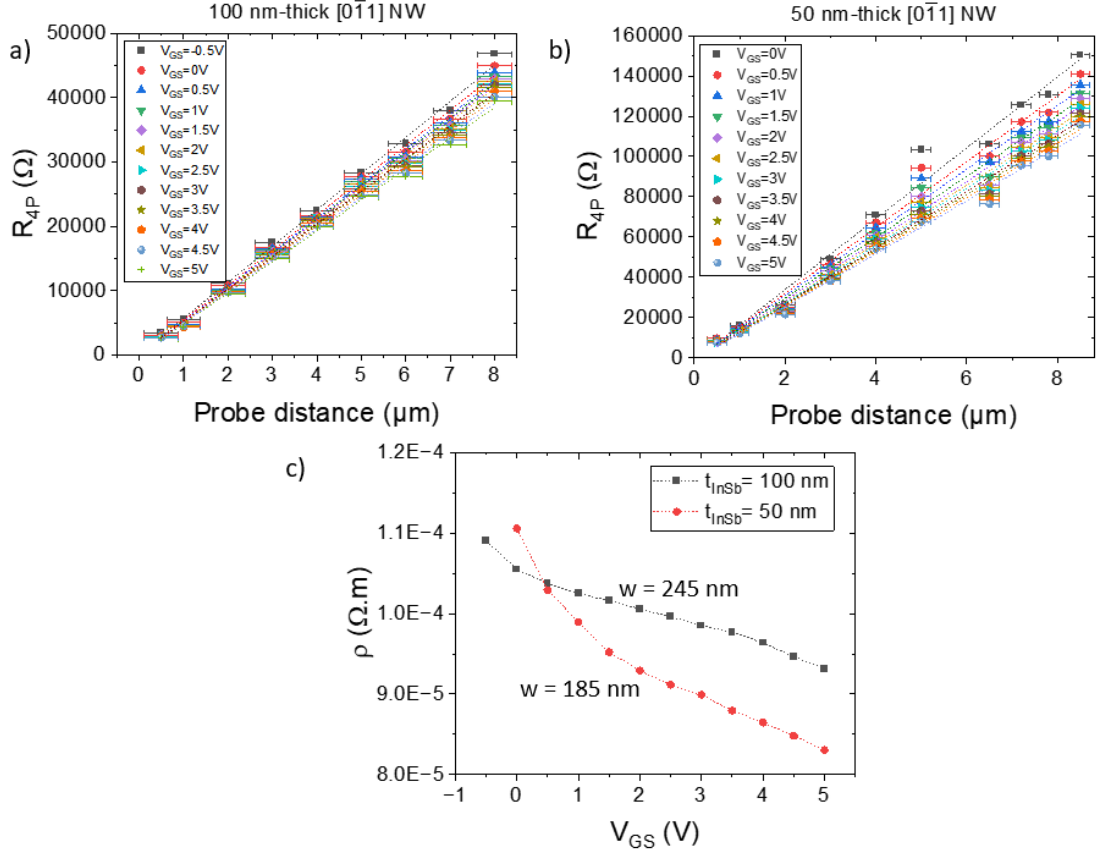 100 nm-thick [01̅1] NW
a)
50000
40000
30000
20000
10000
0
R4P (Ω)
VGS=-0.5V
VGS=0V
VGS=0.5V
VGS=1V
VGS=1.5V
VGS=2V
VGS=2.5V
VGS=3V
VGS=3.5V
VGS=4V
VGS=4.5V
VGS=5V
0 1 2 3 4 5 6 7 8
Probe distance (µm)
50 nm-thick [01̅1] NW
b)
160000
140000
120000
100000
80000
60000
40000
20000
0
R4P (Ω)
VGS=0V
VGS=0.5V
VGS=1V
VGS=1.5V
VGS=2V
VGS=2.5V
VGS=3V
VGS=3.5V
VGS=4V
VGS=4.5V
VGS=5V
0 2 4 6 8
Probe distance (µm)
c)
1.2E−4
1.1E−4
1.0E−4
9.0E−5
8.0E−5
ρ (Ω.m)
tInSb= 100 nm
tInSb= 50 nm
w = 245 nm
w = 185 nm
−1 0 1 2 3 4 5
VGS (V)